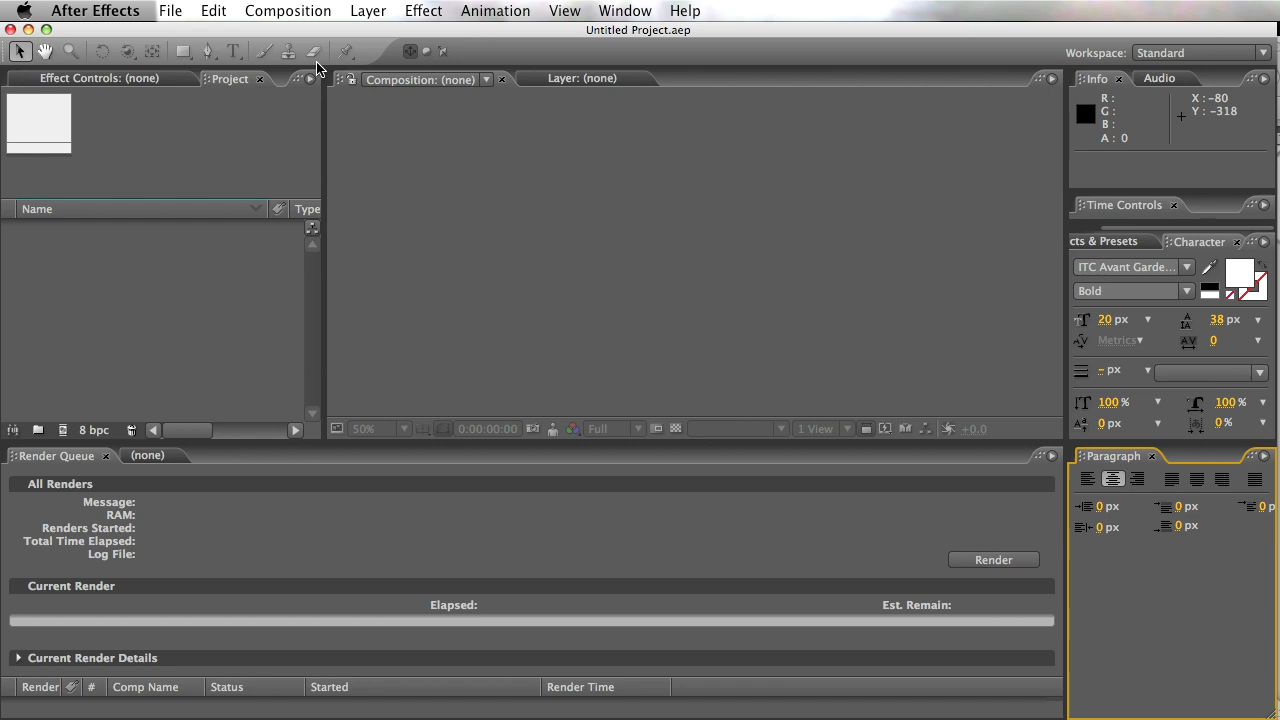 After Effects File Edit Composition Layer Effect Animation View Window Help
Untitled Project.aep
Workspace: Standard
Effect Controls: (none) Project Composition: (none) Layer: (none) Info Audio
R : X : -80
G : Y : -318
B :
A : 0
Name Type
Time Controls
cts & Presets Character
ITC Avant Garde...
Bold
20 px 38 px
Metrics 0
- px
100 % 100 %
0 px 0 %
8 bpc 50% 0:00:00:00 Full 1 View +0.0
Render Queue (none) Paragraph
All Renders
Message:
RAM:
Renders Started:
Total Time Elapsed:
Log File:
Render
0 px 0 px 0 p
0 px 0 px
Current Render
Elapsed: Est. Remain:
Current Render Details
Render # Comp Name Status Started Render Time